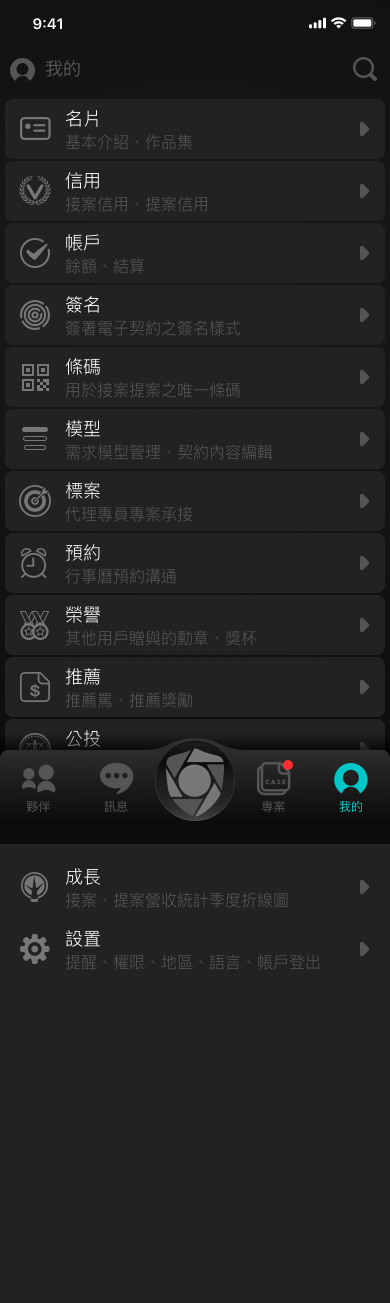 9:41
我的
名片
基本介紹、作品集
信用
接案信用、提案信用
帳戶
餘額、結算
簽名
簽署電子契約之簽名樣式
條碼
用於接案提案之唯一條碼
模型
需求模型管理、契約內容編輯
標案
代理專員專案承接
預約
行事曆預約溝通
榮譽
其他用戶贈與的勳章、獎杯
推薦
推薦罵、推薦獎勵
公投
夥伴
訊息
CASE
專案
我的
成長
接案、提案營收統計季度折線圖
設置
提醒、權限、地區、語言、帳戶登出